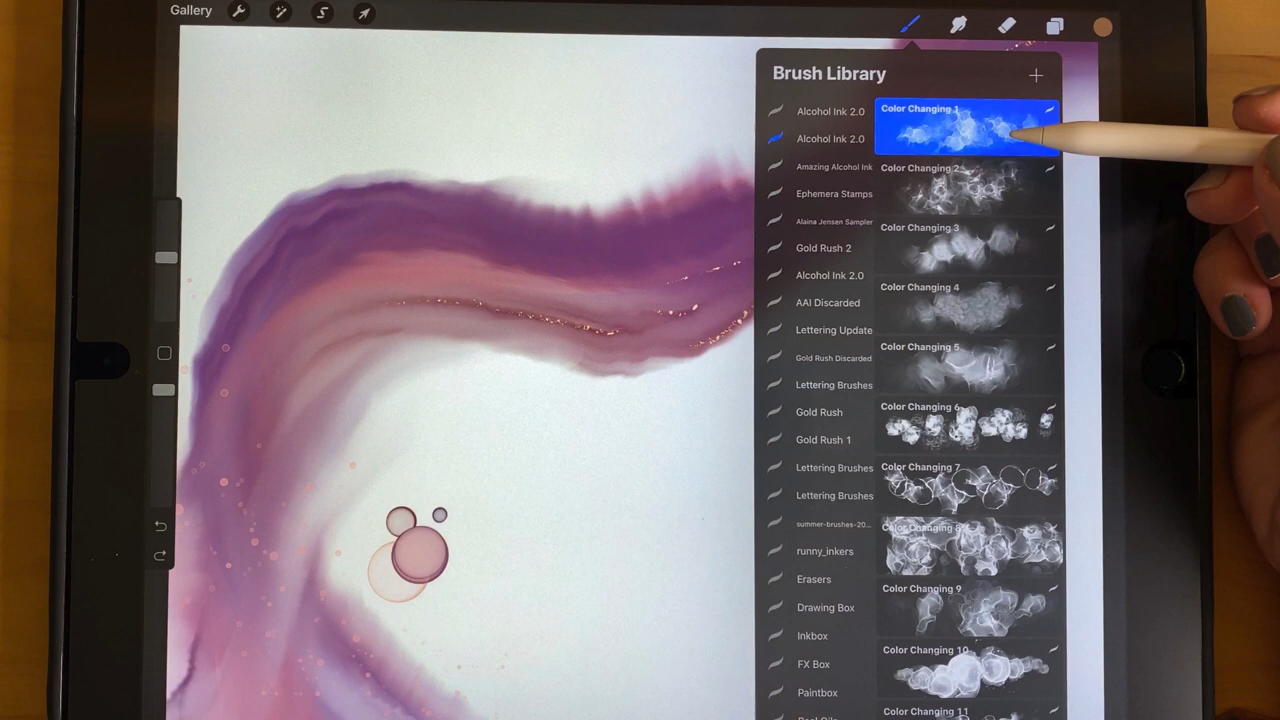 Gallery
Brush Library
Alcohol Ink 2.0
Alcohol Ink 2.0
Amazing Alcohol Ink
Ephemera Stamps
Alaina Jensen Sampler
Gold Rush 2
Alcohol Ink 2.0
AAI Discarded
Lettering Update
Gold Rush Discarded
Lettering Brushes
Gold Rush
Gold Rush 1
Lettering Brushes
Lettering Brushes
summer-brushes-20...
runny_inkers
Erasers
Drawing Box
Inkbox
FX Box
Paintbox
Color Changing 1
Color Changing 2
Color Changing 3
Color Changing 4
Color Changing 5
Color Changing 6
Color Changing 7
Color Changing 8
Color Changing 9
Color Changing 10
Color Changing 11